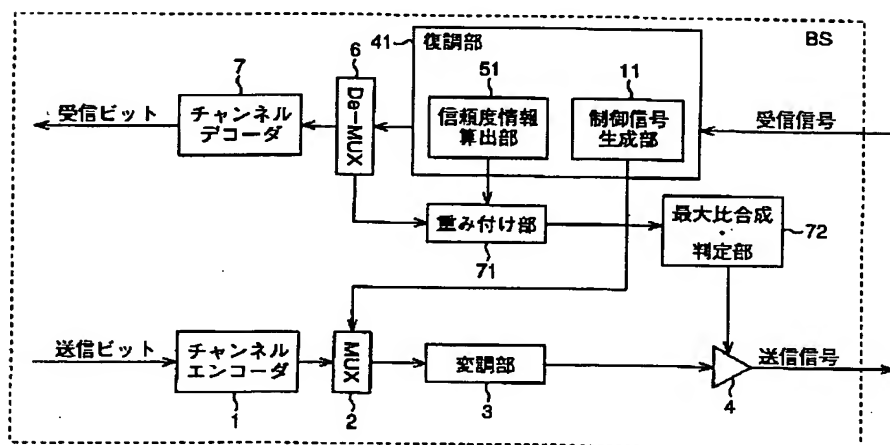 41
復調部
BS
6
7
51
11
De-MUX
受信ビット
チャンネル
デコーダ
信頼度情報
算出部
制御信号
生成部
受信信号
重み付け部
71
最大比合成
・
判定部
72
送信ビット
チャンネル
エンコーダ
MUX
変調部
送信信号
1
2
3
4